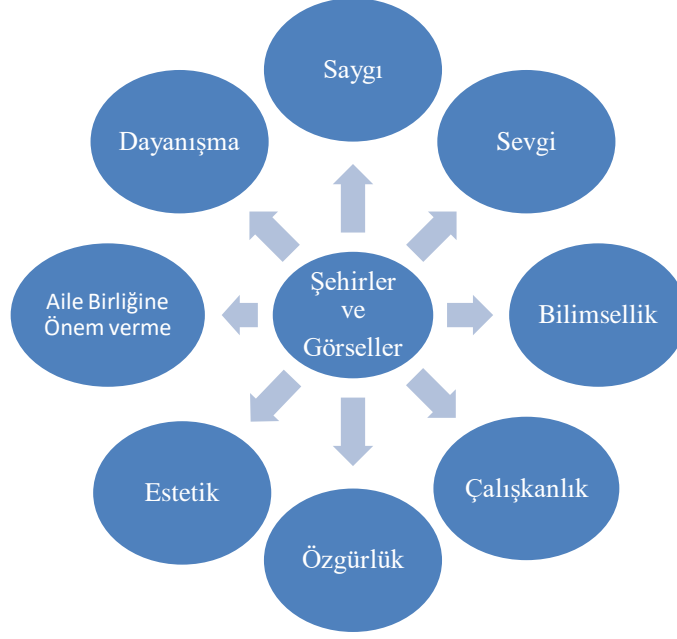 Saygı
Dayanışma
Sevgi
Aile Birliğine
Önem verme
Şehirler
ve
Görseller
Bilimsellik
Estetik
Çalışkanlık
Özgürlük